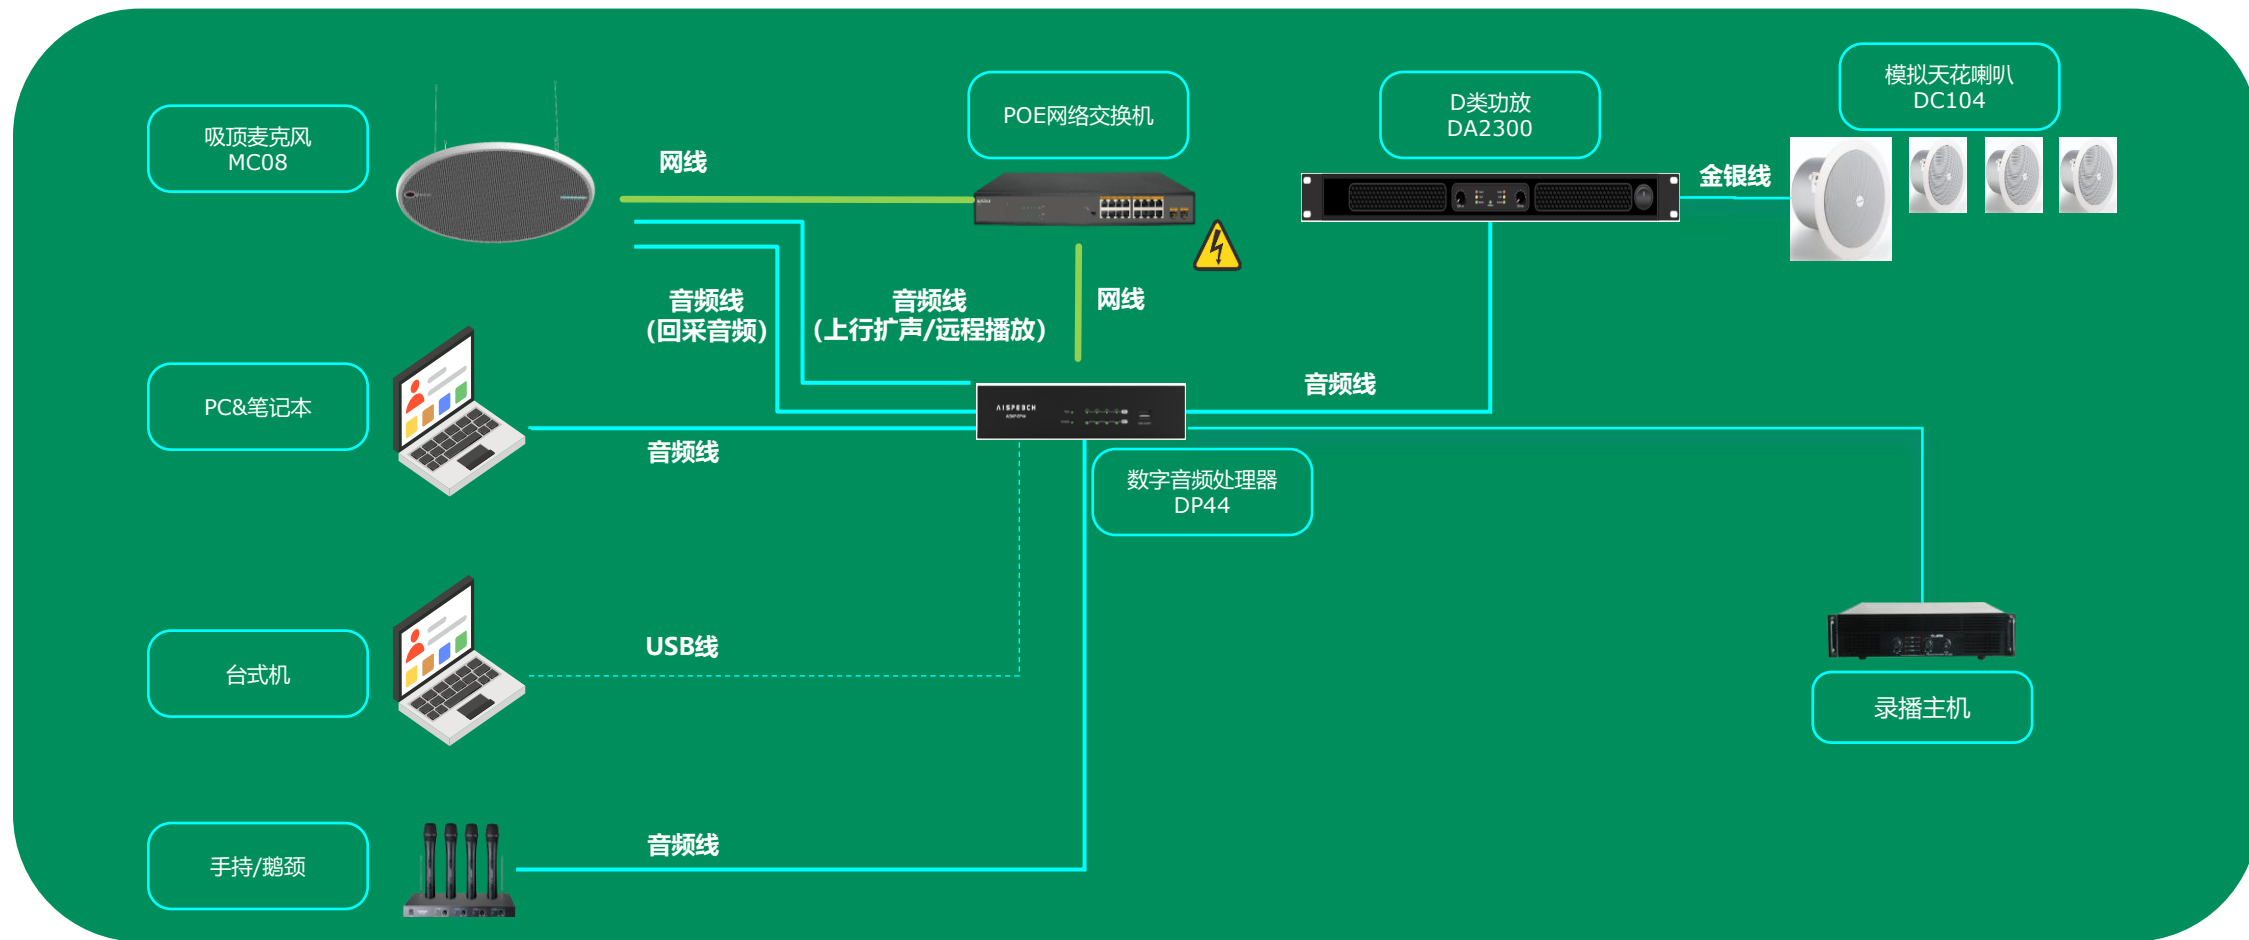 吸顶麦克风
MC08
网线
POE网络交换机
D类功放
DA2300
模拟天花喇叭
DC104
金银线
音频线
(回采音频)
音频线
(上行扩声/远程播放)
网线
音频线
PC&笔记本
音频线
AISPEECH
数字音频处理器
DP44
台式机
USB线
录播主机
手持/鹅颈
音频线